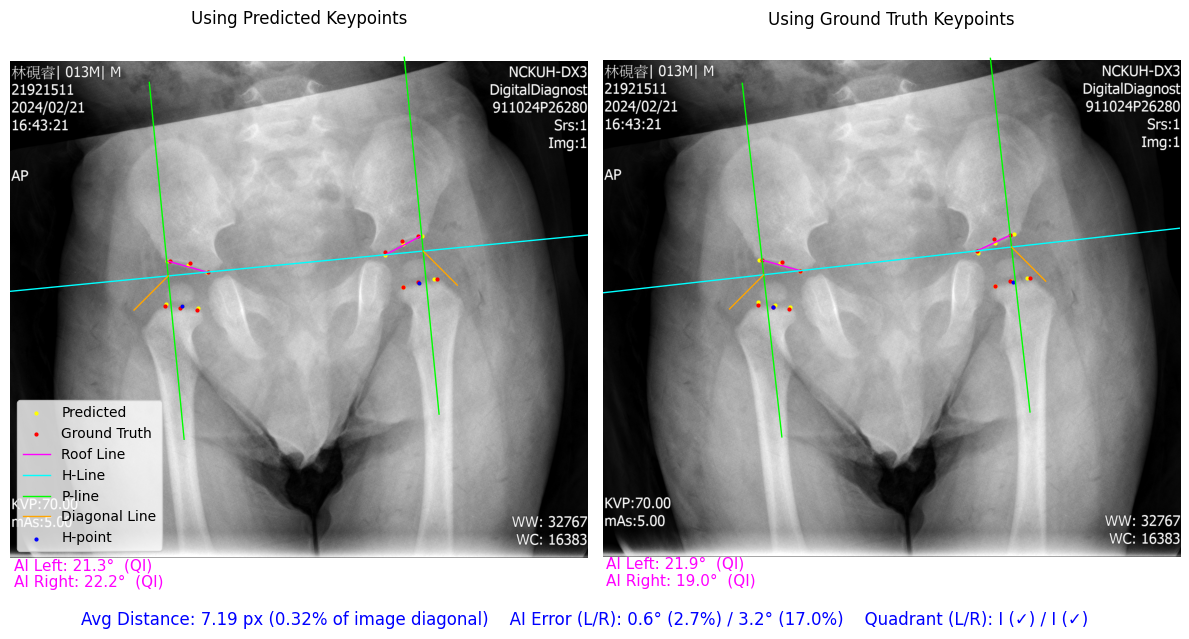 Using Predicted Keypoints
林硯睿| 013M| M
21921511
2024/02/21
16:43:21
AP
NCKUH-DX3
DigitalDiagnost
911024P26280
Srs:1
Img:1
Predicted
Ground Truth
Roof Line
H-Line
P-line
Diagonal Line
H-point
KVP:70.00
mAs:5.00
WW: 32767
WC: 16383
AI Left: 21.3° (QI)
AI Right: 22.2° (QI)
Using Ground Truth Keypoints
林硯睿| 013M| M
21921511
2024/02/21
16:43:21
AP
NCKUH-DX3
DigitalDiagnost
911024P26280
Srs:1
Img:1
KVP:70.00
mAs:5.00
WW: 32767
WC: 16383
AI Left: 21.9° (QI)
AI Right: 19.0° (QI)
Avg Distance: 7.19 px (0.32% of image diagonal) AI Error (L/R): 0.6° (2.7%) / 3.2° (17.0%) Quadrant (L/R): I (✓) / I (✓)